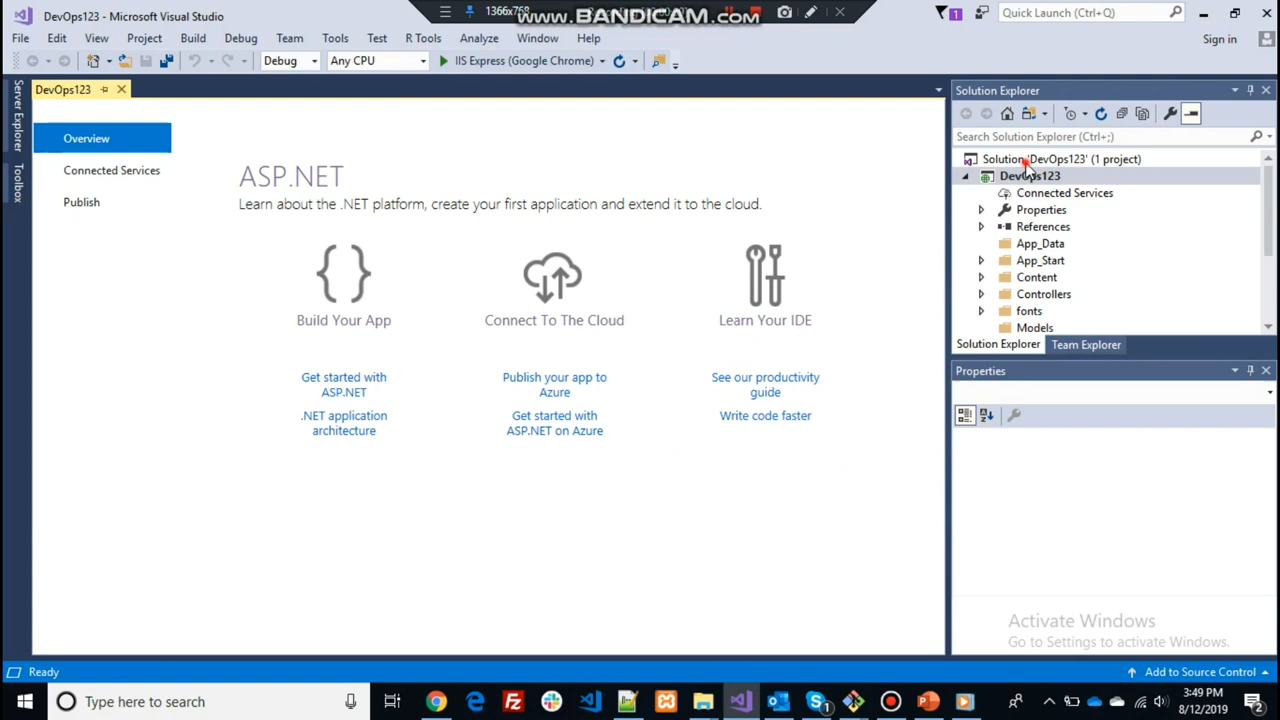 DevOps123 - Microsoft Visual Studio
1366x768
www.BANDICAM.com
1
Quick Launch (Ctrl+Q)
File Edit View Project Build Debug Team Tools Test R Tools Analyze Window Help
Sign in
Debug Any CPU IIS Express (Google Chrome)
Server Explorer
Toolbox
DevOps123
Overview
Connected Services
Publish
ASP.NET
Learn about the .NET platform, create your first application and extend it to the cloud.
Build Your App
Connect To The Cloud
Learn Your IDE
Get started with
ASP.NET
.NET application
architecture
Publish your app to
Azure
Get started with
ASP.NET on Azure
See our productivity
guide
Write code faster
Solution Explorer
Search Solution Explorer (Ctrl+;)
Solution 'DevOps123' (1 project)
DevOps123
Connected Services
Properties
References
App_Data
App_Start
Content
Controllers
fonts
Models
Solution Explorer Team Explorer
Properties
Activate Windows
Go to Settings to activate Windows.
Ready
Add to Source Control
Type here to search
1
3:49 PM
8/12/2019
2